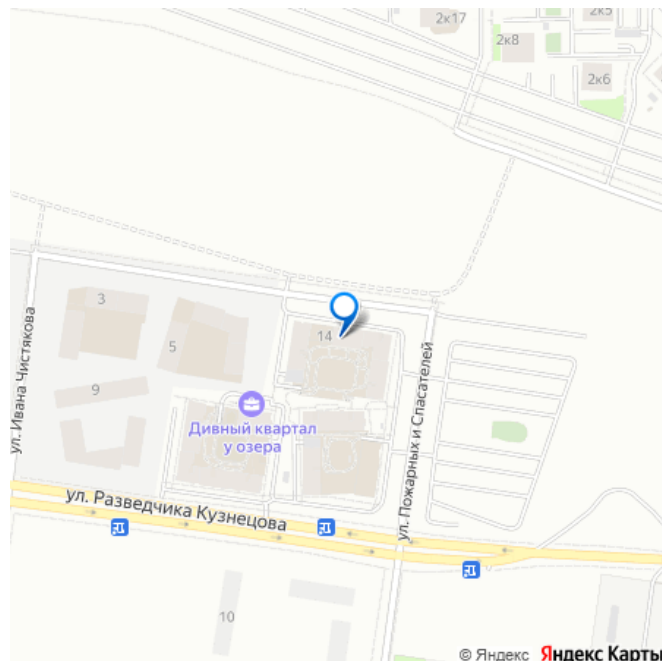 2к17
2к5
2к8
2к6
ул. Ивана Чистякова
3
14
5
9
ул. Пожарных и Спасателей
Дивный квартал
у озера
ул. Разведчика Кузнецова
10
© Яндекс Яндекс Карты